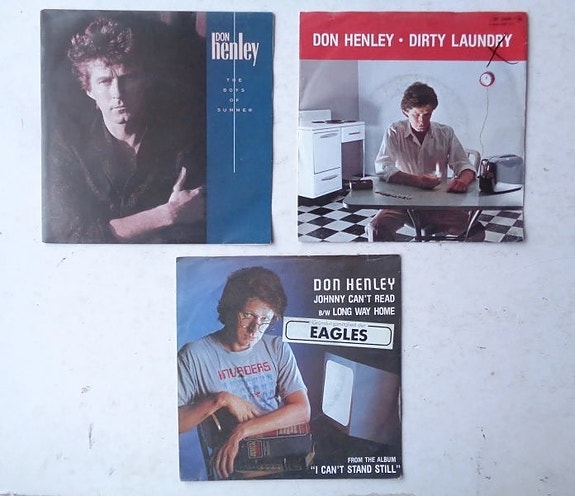 DON
henley
THE
BOYS
OF
SUMMER
DON HENLEY · DIRTY LAUNDRY
DON HENLEY
JOHNNY CAN'T READ
B/W LONG WAY HOME
EAGLES
INVADERS
FROM THE ALBUM
"I CAN'T STAND STILL"